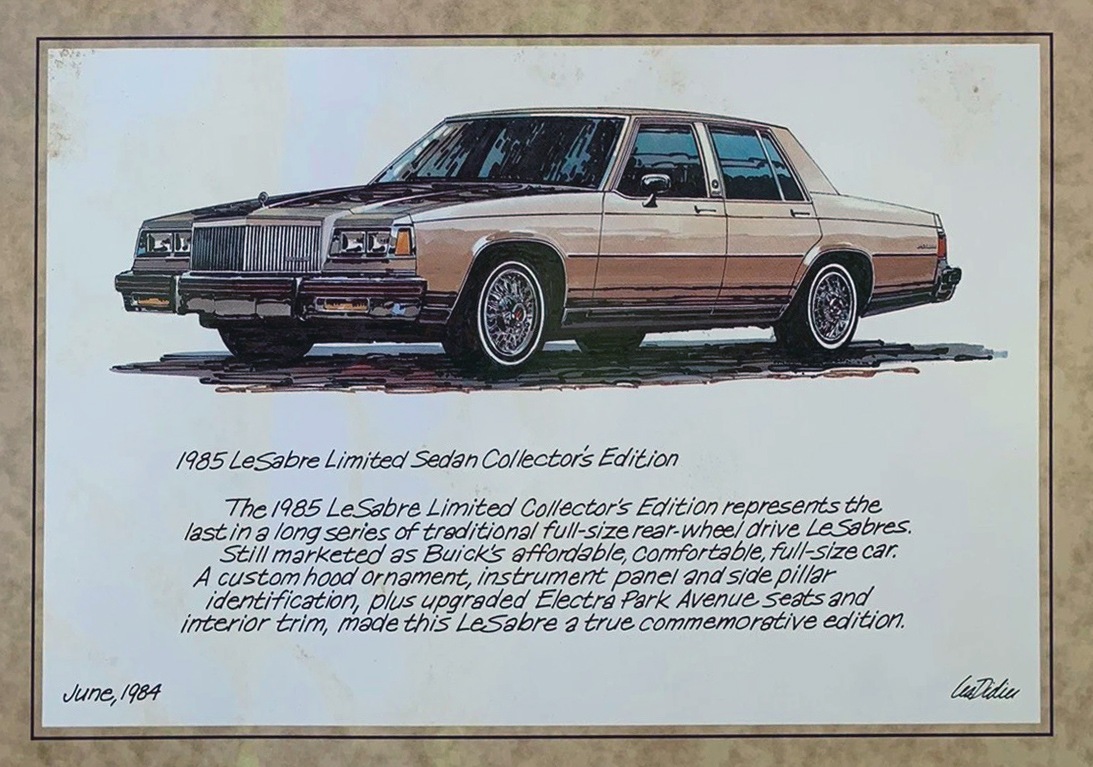 1985 LeSabre Limited Sedan Collector's Edition
The 1985 LeSabre Limited Collector's Edition represents the
last in a long series of traditional full-size rear-wheel drive LeSabres.
Still marketed as Buick's affordable, comfortable, full-size car.
A custom hood ornament, instrument panel and side pillar
identification, plus upgraded Electra Park Avenue seats and
interior trim, made this LeSabre a true commemorative edition.
June, 1984